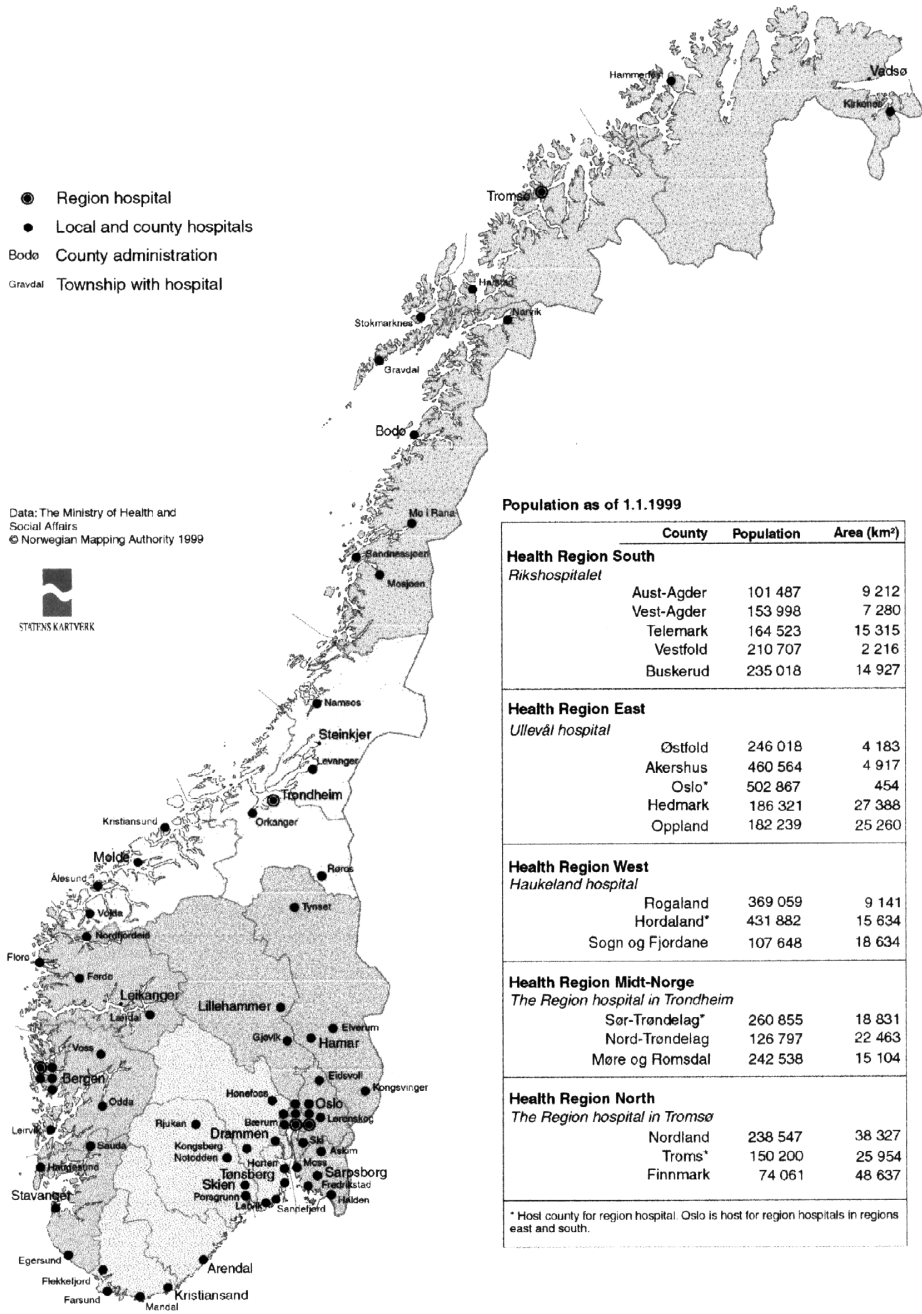 Region hospital
Local and county hospitals
Bodø County administration
Gravdal Township with hospital
Data: The Ministry of Health and
Social Affairs
© Norwegian Mapping Authority 1999
STATENS KARTVERK
Hammerfest
Vadsø
Kirkenes
Tromsø
Harstad
Stokmarknes
Narvik
Gravdal
Bodø
Mo i Rana
Sandnessjøen
Mosjøen
Namsos
Steinkjer
Levanger
Trondheim
Orkanger
Kristiansund
Molde
Røros
Ålesund
Tynset
Volda
Nordfjordeid
Florø
Førde
Leikanger
Lillehammer
Lærdal
Elverum
Gjøvik
Hamar
Voss
Bergen
Eidsvoll
Kongsvinger
Hønefoss
Oslo
Odda
Lørenskog
Leirvik
Rjukan
Bærum
Drammen
Ski
Sauda
Kongsberg
Askim
Notodden
Haugesund
Horten
Moss
Tønsberg
Sarpsborg
Skien
Fredrikstad
Stavanger
Porsgrunn
Larvik
Sandefjord
Halden
Egersund
Arendal
Flekkefjord
Kristiansand
Farsund
Mandal
Population as of 1.1.1999
County Population Area (km²)
Health Region South
Rikshospitalet
Aust-Agder 101 487 9 212
Vest-Agder 153 998 7 280
Telemark 164 523 15 315
Vestfold 210 707 2 216
Buskerud 235 018 14 927
Health Region East
Ullevål hospital
Østfold 246 018 4 183
Akershus 460 564 4 917
Oslo* 502 867 454
Hedmark 186 321 27 388
Oppland 182 239 25 260
Health Region West
Haukeland hospital
Rogaland 369 059 9 141
Hordaland* 431 882 15 634
Sogn og Fjordane 107 648 18 634
Health Region Midt-Norge
The Region hospital in Trondheim
Sør-Trøndelag* 260 855 18 831
Nord-Trøndelag 126 797 22 463
Møre og Romsdal 242 538 15 104
Health Region North
The Region hospital in Tromsø
Nordland 238 547 38 327
Troms* 150 200 25 954
Finnmark 74 061 48 637
* Host county for region hospital. Oslo is host for region hospitals in regions
east and south.